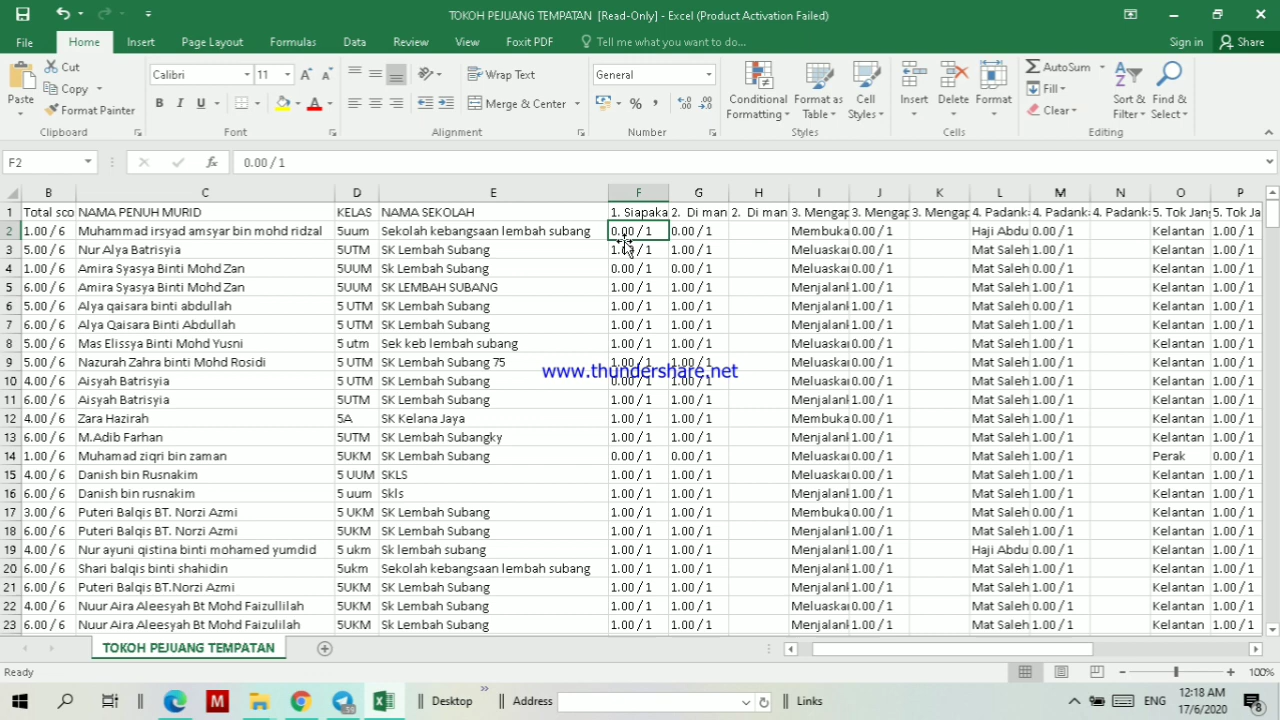 TOKOH PEJUANG TEMPATAN [Read-Only] - Excel (Product Activation Failed)
File Home Insert Page Layout Formulas Data Review View Foxit PDF Tell me what you want to do... Sign in Share
Paste
Cut
Copy
Format Painter
Clipboard
Calibri 11
B I U
Font
Wrap Text
Merge & Center
Alignment
General
%
Number
Conditional Formatting
Format as Table
Cell Styles
Styles
Insert
Delete
Format
Cells
AutoSum
Fill
Clear
Sort & Filter
Find & Select
Editing
F2 fx 0.00 / 1
B C D E F G H I J K L M N O P
1 Total sco NAMA PENUH MURID KELAS NAMA SEKOLAH 1. Siapaka 2. Di man 2. Di man 3. Mengap 3. Mengap 3. Mengap 4. Padank 4. Padank 4. Padank 5. Tok Jan 5. Tok Ja
2 1.00 / 6 Muhammad irsyad amsyar bin mohd ridzal 5uum Sekolah kebangsaan lembah subang 0.00 / 1 0.00 / 1 Membuka 0.00 / 1 Haji Abdu 0.00 / 1 Kelantan 1.00 / 1
3 5.00 / 6 Nur Alya Batrisyia 5UTM SK Lembah Subang 1.00 / 1 1.00 / 1 Meluaska 0.00 / 1 Mat Saleh 1.00 / 1 Kelantan 1.00 / 1
4 1.00 / 6 Amira Syasya Binti Mohd Zan 5UUM SK Lembah Subang 0.00 / 1 0.00 / 1 Meluaska 0.00 / 1 Mat Saleh 0.00 / 1 Kelantan 1.00 / 1
5 6.00 / 6 Amira Syasya Binti Mohd Zan 5UUM SK LEMBAH SUBANG 1.00 / 1 1.00 / 1 Menjalank 1.00 / 1 Mat Saleh 1.00 / 1 Kelantan 1.00 / 1
6 5.00 / 6 Alya qaisara binti abdullah 5 UTM SK Lembah Subang 1.00 / 1 1.00 / 1 Meluaska 0.00 / 1 Mat Saleh 1.00 / 1 Kelantan 1.00 / 1
7 6.00 / 6 Alya Qaisara Binti Abdullah 5 UTM SK Lembah Subang 1.00 / 1 1.00 / 1 Menjalank 1.00 / 1 Mat Saleh 1.00 / 1 Kelantan 1.00 / 1
8 5.00 / 6 Mas Elissya Binti Mohd Yusni 5 utm Sek keb lembah subang 1.00 / 1 1.00 / 1 Meluaska 0.00 / 1 Mat Saleh 1.00 / 1 Kelantan 1.00 / 1
9 5.00 / 6 Nazurah Zahra binti Mohd Rosidi 5 UTM SK Lembah Subang 75 1.00 / 1 1.00 / 1 Meluaska 0.00 / 1 Mat Saleh 1.00 / 1 Kelantan 1.00 / 1
www.thundershare.net
10 4.00 / 6 Aisyah Batrisyia 5 UTM SK Lembah Subang 0.00 / 1 1.00 / 1 Meluaska 0.00 / 1 Mat Saleh 1.00 / 1 Kelantan 1.00 / 1
11 6.00 / 6 Aisyah Batrisyia 5UTM SK Lembah Subang 1.00 / 1 1.00 / 1 Menjalank 1.00 / 1 Mat Saleh 1.00 / 1 Kelantan 1.00 / 1
12 4.00 / 6 Zara Hazirah 5A SK Kelana Jaya 1.00 / 1 1.00 / 1 Membuka 0.00 / 1 Mat Saleh 0.00 / 1 Kelantan 1.00 / 1
13 6.00 / 6 M.Adib Farhan 5UTM SK Lembah Subangky 1.00 / 1 1.00 / 1 Menjalank 1.00 / 1 Mat Saleh 1.00 / 1 Kelantan 1.00 / 1
14 1.00 / 6 Muhamad ziqri bin zaman 5UKM SK Lembah Subang 0.00 / 1 0.00 / 1 Meluaska 0.00 / 1 Mat Saleh 1.00 / 1 Perak 0.00 / 1
15 4.00 / 6 Danish bin Rusnakim 5 UUM SKLS 1.00 / 1 1.00 / 1 Meluaska 0.00 / 1 Mat Saleh 0.00 / 1 Kelantan 1.00 / 1
16 6.00 / 6 Danish bin rusnakim 5 uum Skls 1.00 / 1 1.00 / 1 Menjalank 1.00 / 1 Mat Saleh 1.00 / 1 Kelantan 1.00 / 1
17 3.00 / 6 Puteri Balqis BT. Norzi Azmi 5 UKM SK Lembah Subang 1.00 / 1 1.00 / 1 Membuka 0.00 / 1 Mat Saleh 0.00 / 1 Kelantan 1.00 / 1
18 6.00 / 6 Puteri Balqis BT. Norzi Azmi 5UKM SK Lembah Subang 1.00 / 1 1.00 / 1 Menjalank 1.00 / 1 Mat Saleh 1.00 / 1 Kelantan 1.00 / 1
19 4.00 / 6 Nur ayuni qistina binti mohamed yumdid 5 ukm Sk lembah subang 1.00 / 1 1.00 / 1 Menjalank 1.00 / 1 Haji Abdu 0.00 / 1 Kelantan 1.00 / 1
20 6.00 / 6 Shari balqis binti shahidin 5ukm Sekolah kebangsaan lembah subang 1.00 / 1 1.00 / 1 Menjalank 1.00 / 1 Mat Saleh 1.00 / 1 Kelantan 1.00 / 1
21 6.00 / 6 Puteri Balqis BT.Norzi Azmi 5UKM SK Lembah Subang 1.00 / 1 1.00 / 1 Menjalank 1.00 / 1 Mat Saleh 1.00 / 1 Kelantan 1.00 / 1
22 4.00 / 6 Nuur Aira Aleesyah Bt Mohd Faizullilah 5UKM SK Lembah Subang 1.00 / 1 1.00 / 1 Meluaska 0.00 / 1 Mat Saleh 0.00 / 1 Kelantan 1.00 / 1
23 6.00 / 6 Nuur Aira Aleesyah Bt Mohd Faizulilah 5UKM Sk Lembah Subang 1.00 / 1 1.00 / 1 Menjalank 1.00 / 1 Mat Saleh 1.00 / 1 Kelantan 1.00 / 1
TOKOH PEJUANG TEMPATAN
Ready 100%
Desktop Address Links ENG 12:18 AM
17/6/2020